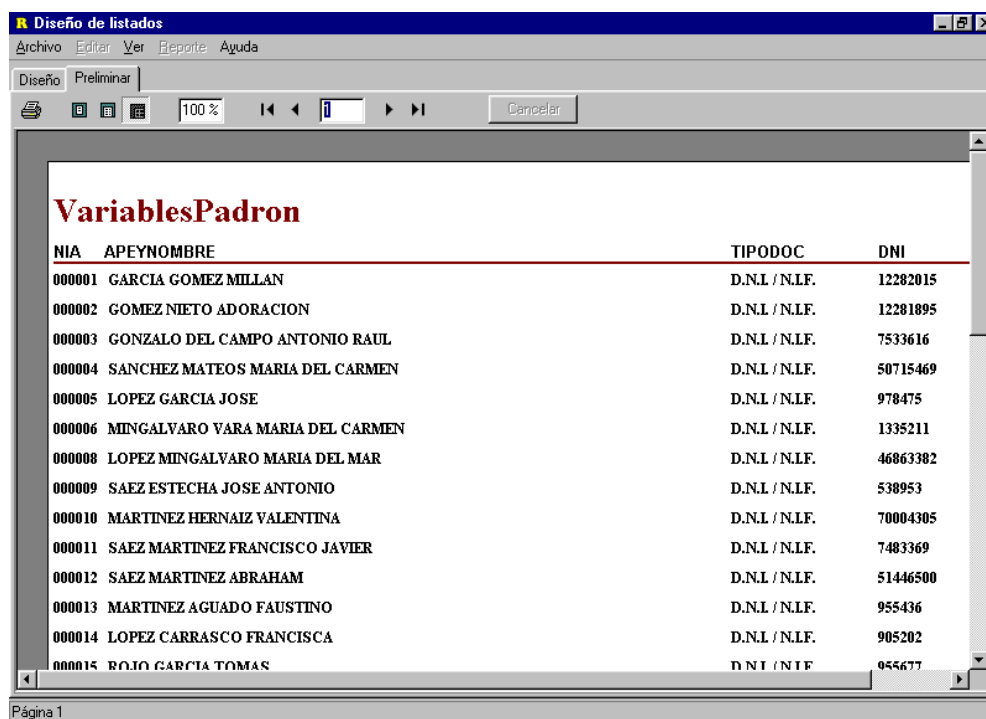 R Diseño de listados
Archivo Editar Ver Reporte Ayuda
Diseño Preliminar
100 % 1 Cancelar
VariablesPadron
NIA APEYNOMBRE TIPODOC DNI
000001 GARCIA GOMEZ MILLAN D.N.I. / N.I.F. 12282015
000002 GOMEZ NIETO ADORACION D.N.I. / N.I.F. 12281895
000003 GONZALO DEL CAMPO ANTONIO RAUL D.N.I. / N.I.F. 7533616
000004 SANCHEZ MATEOS MARIA DEL CARMEN D.N.I. / N.I.F. 50715469
000005 LOPEZ GARCIA JOSE D.N.I. / N.I.F. 978475
000006 MINGALVARO VARA MARIA DEL CARMEN D.N.I. / N.I.F. 1335211
000008 LOPEZ MINGALVARO MARIA DEL MAR D.N.I. / N.I.F. 46863382
000009 SAEZ ESTECHA JOSE ANTONIO D.N.I. / N.I.F. 538953
000010 MARTINEZ HERNAIZ VALENTINA D.N.I. / N.I.F. 70004305
000011 SAEZ MARTINEZ FRANCISCO JAVIER D.N.I. / N.I.F. 7483369
000012 SAEZ MARTINEZ ABRAHAM D.N.I. / N.I.F. 51446500
000013 MARTINEZ AGUADO FAUSTINO D.N.I. / N.I.F. 955436
000014 LOPEZ CARRASCO FRANCISCA D.N.I. / N.I.F. 905202
000015 ROJO GARCIA TOMAS D.N.I. / N.I.F. 955677
Página 1